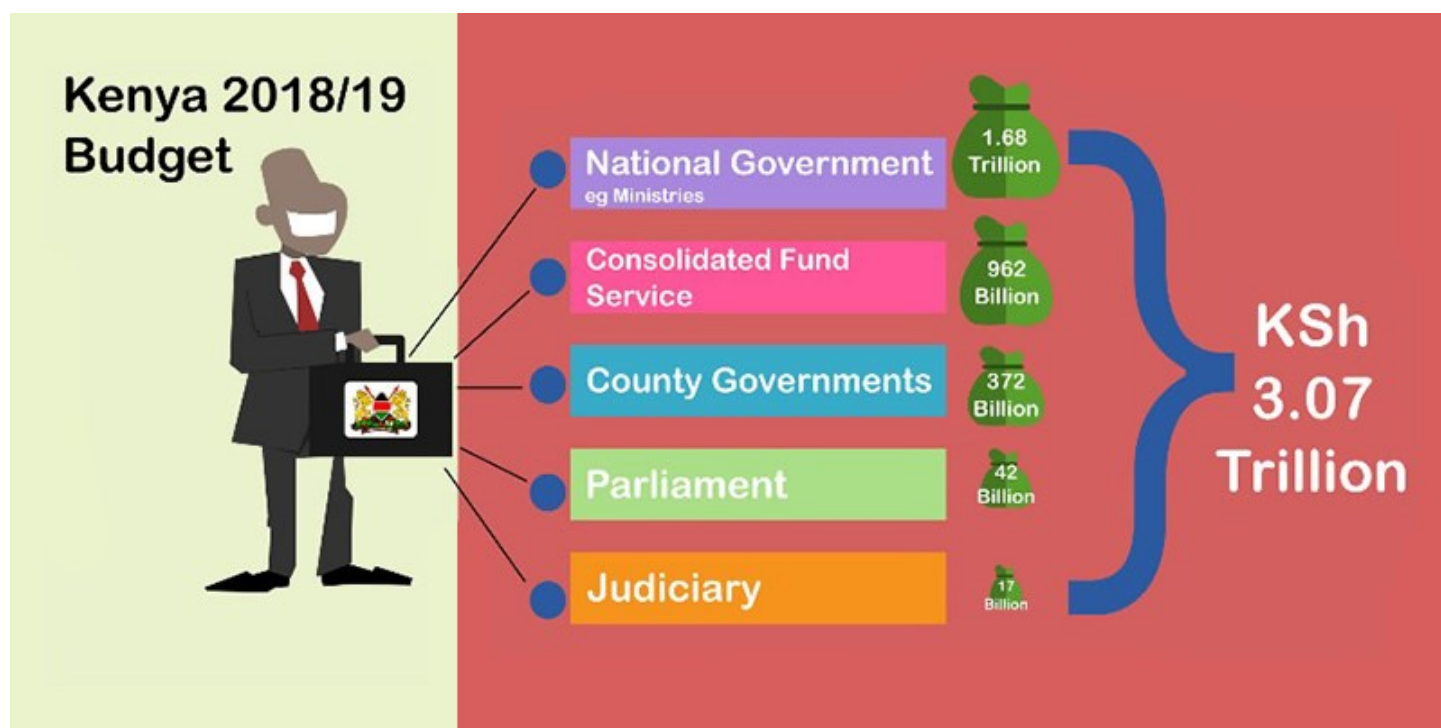 Kenya 2018/19
Budget
National Government
eg Ministries
1.68
Trillion
Consolidated Fund
Service
962
Billion
County Governments
372
Billion
Parliament
42
Billion
Judiciary
17
Billion
KSh
3.07
Trillion